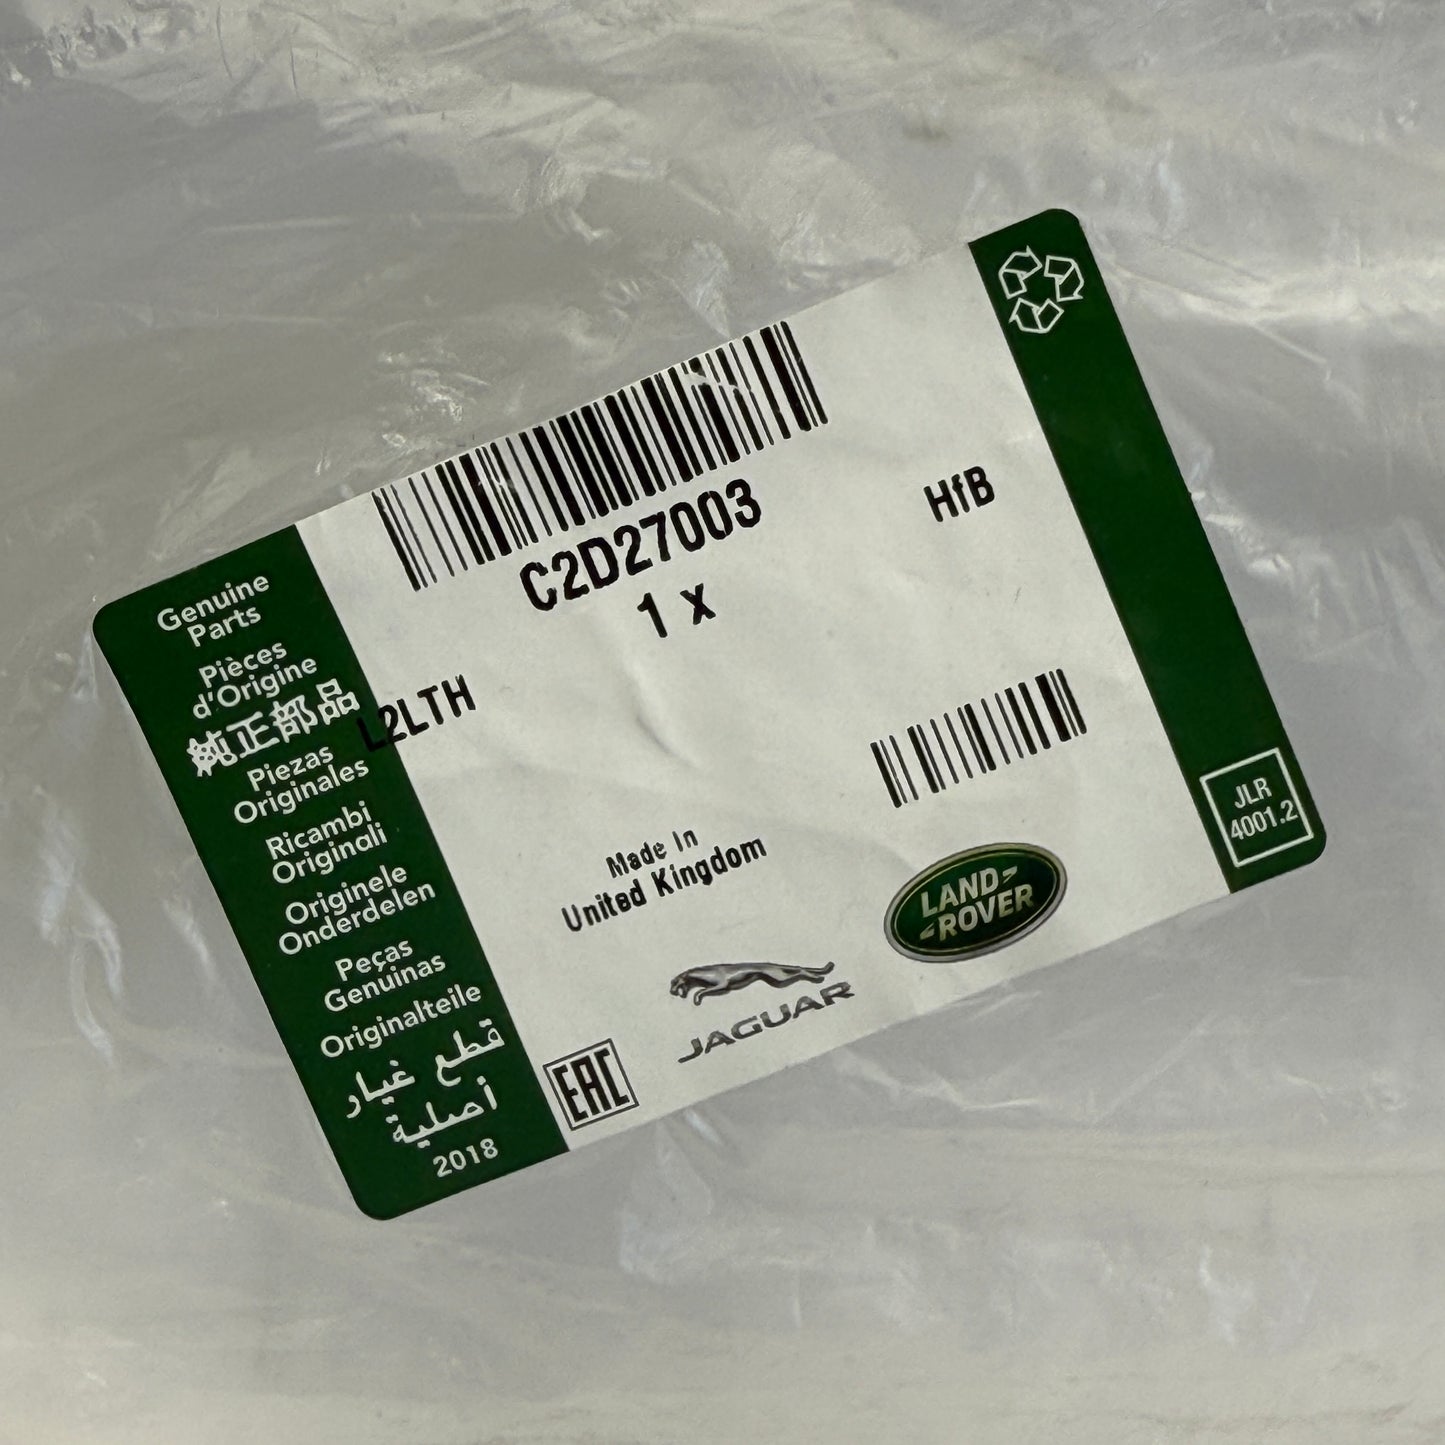 C2D27003
1 x
HfB
L2LTH
Made In
United Kingdom
LAND-
-ROVER
JAGUAR
EAC
Genuine
Parts
Pièces
d'Origine
純正部品
Piezas
Originales
Ricambi
Originali
Originele
Onderdelen
Peças
Genuinas
Originalteile
قطع غيار
أصلية
2018
JLR
4001.2